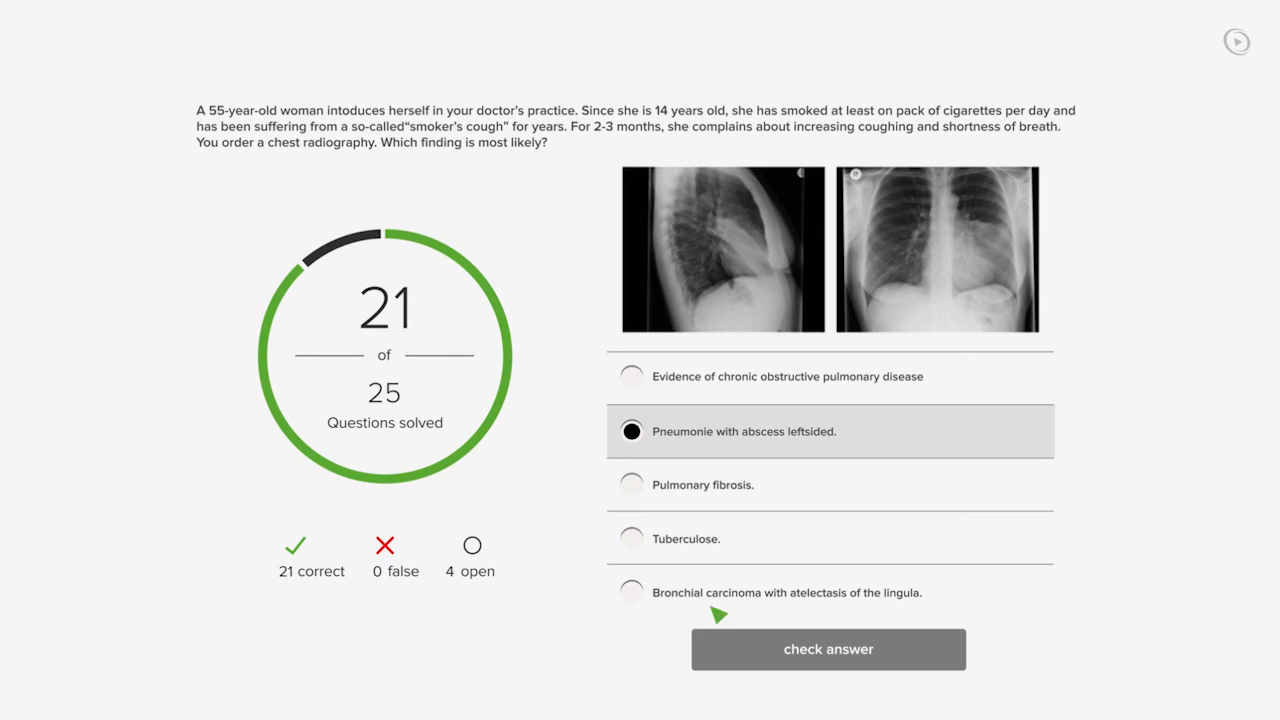 A 55-year-old woman intoduces herself in your doctor's practice. Since she is 14 years old, she has smoked at least on pack of cigarettes per day and
has been suffering from a so-called“smoker's cough” for years. For 2-3 months, she complains about increasing coughing and shortness of breath.
You order a chest radiography. Which finding is most likely?
21
of
25
Questions solved
21 correct
0 false
4 open
R
Evidence of chronic obstructive pulmonary disease
Pneumonie with abscess leftsided.
Pulmonary fibrosis.
Tuberculose.
Bronchial carcinoma with atelectasis of the lingula.
check answer